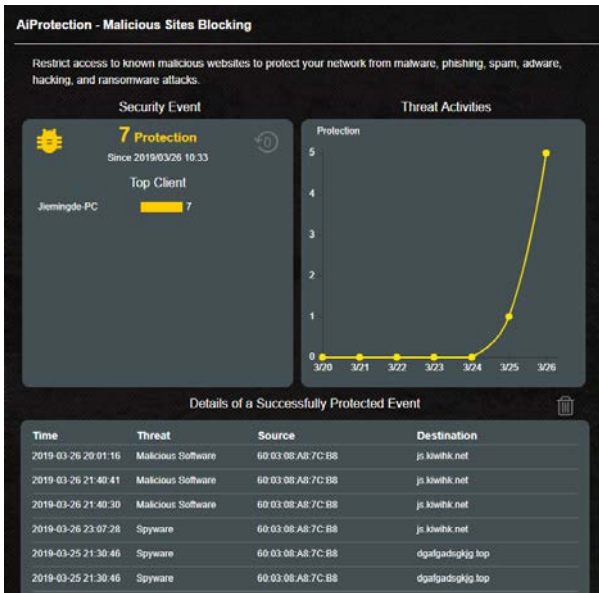 AiProtection - Malicious Sites Blocking
Restrict access to known malicious websites to protect your network from malware, phishing, spam, adware,
hacking, and ransomware attacks.
Security Event
7 Protection
Since 2019/03/26 10:33
Top Client
Jiemingde-PC 7
Threat Activities
Protection
5
4
3
2
1
0
3/20 3/21 3/22 3/23 3/24 3/25 3/26
Details of a Successfully Protected Event
Time Threat Source Destination
2019-03-26 20:01:16 Malicious Software 60:03:08:A8:7C:B8 js.kiwihk.net
2019-03-26 21:40:41 Malicious Software 60:03:08:A8:7C:B8 js.kiwihk.net
2019-03-26 21:40:30 Malicious Software 60:03:08:A8:7C:B8 js.kiwihk.net
2019-03-26 23:07:28 Spyware 60:03:08:A8:7C:B8 js.kiwihk.net
2019-03-25 21:30:46 Spyware 60:03:08:A8:7C:B8 dgafgadsgkjg.top
2019-03-25 21:30:46 Spyware 60:03:08:A8:7C:B8 dgafgadsgkjg.top